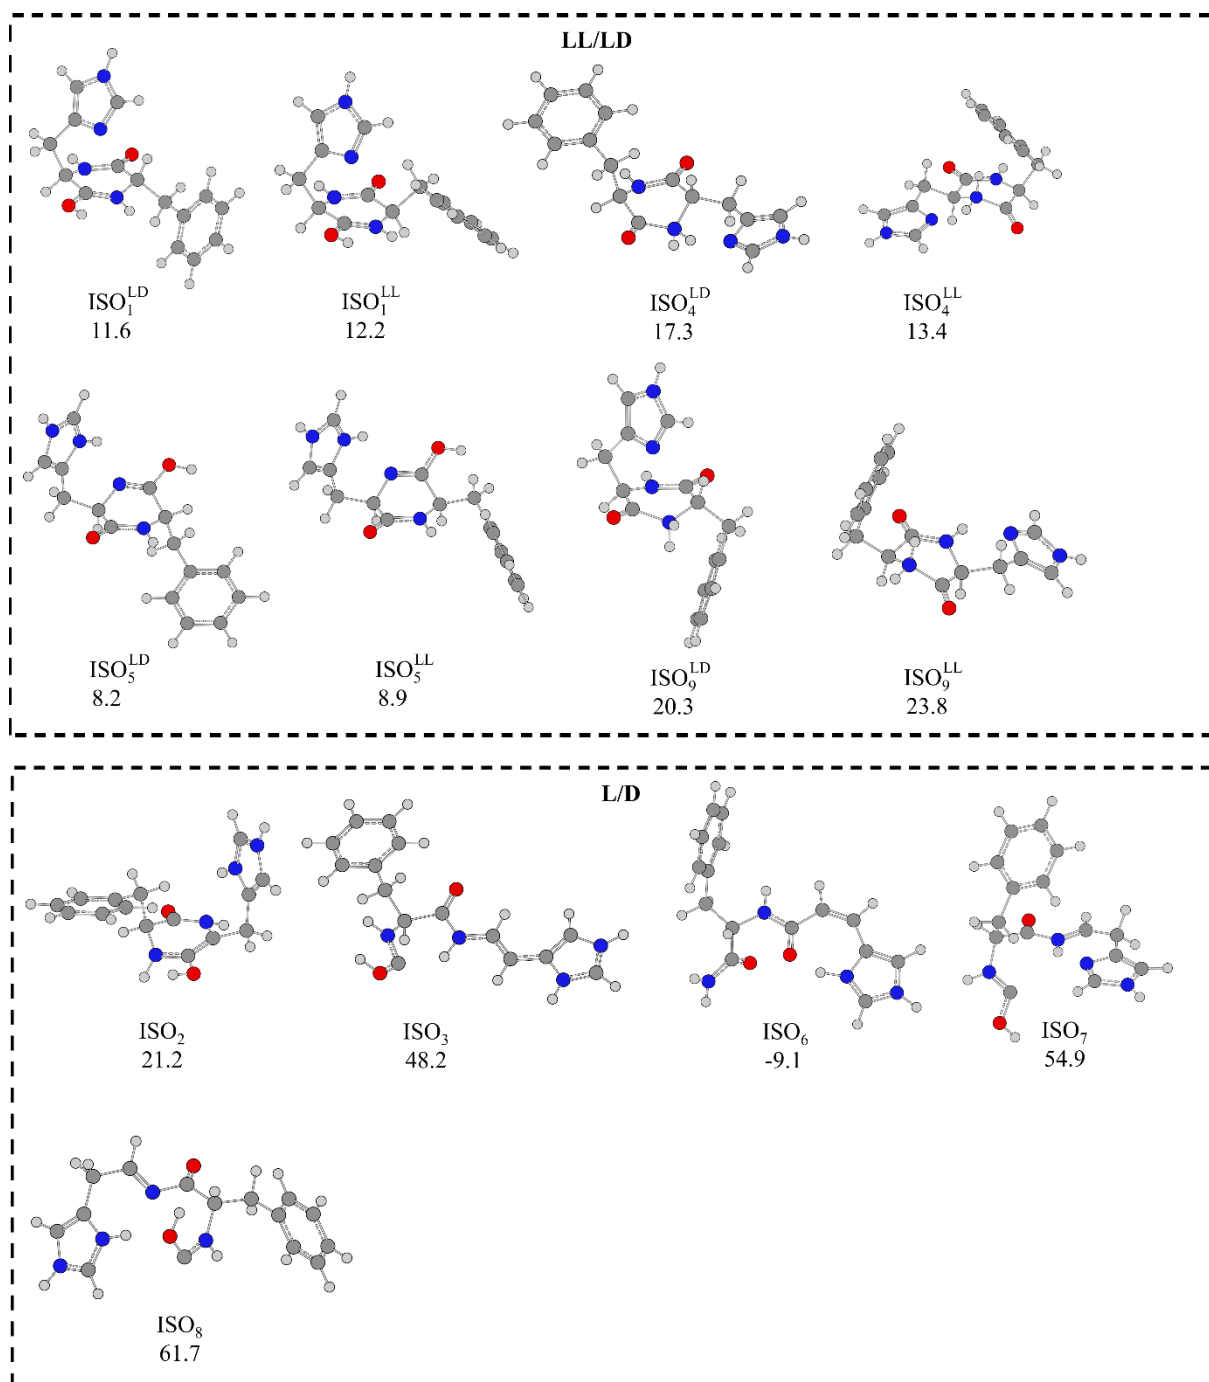 LL/LD
ISO₁ᴸᴰ ISO₁ᴸᴸ ISO₄ᴸᴰ ISO₄ᴸᴸ
11.6 12.2 17.3 13.4
ISO₅ᴸᴰ ISO₅ᴸᴸ ISO₉ᴸᴰ ISO₉ᴸᴸ
8.2 8.9 20.3 23.8
L/D
ISO₂ ISO₃ ISO₆ ISO₇
21.2 48.2 -9.1 54.9
ISO₈
61.7